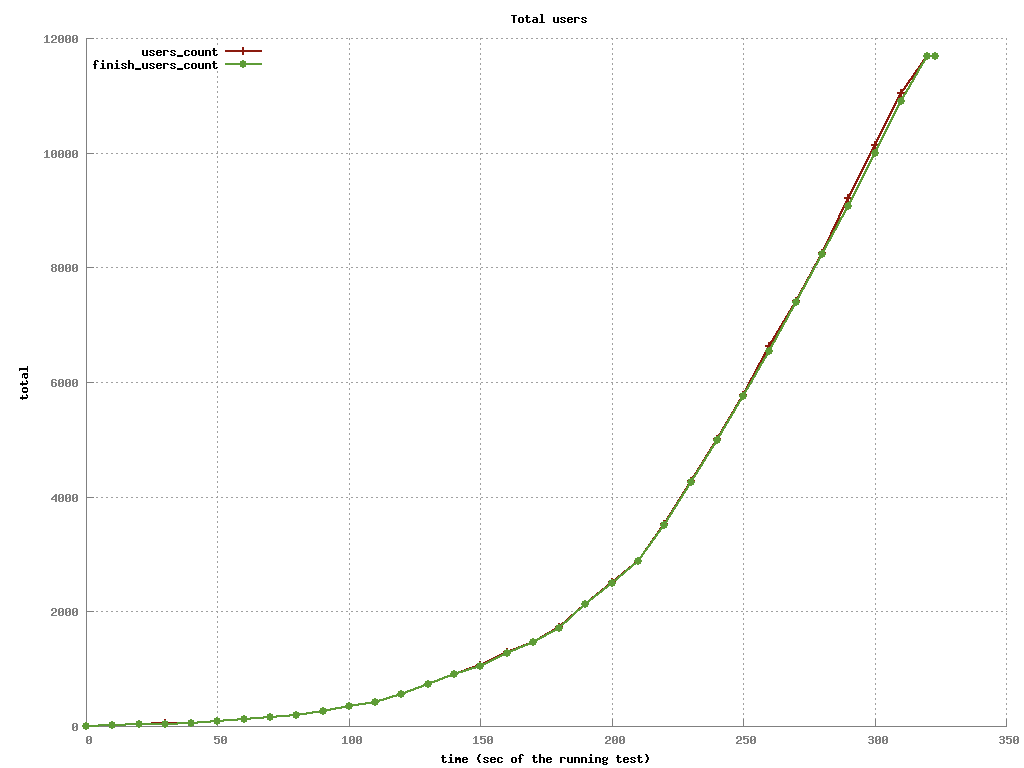 Total users
12000
10000
8000
6000
4000
2000
0
users_count
finish_users_count
total
0 50 100 150 200 250 300 350
time (sec of the running test)